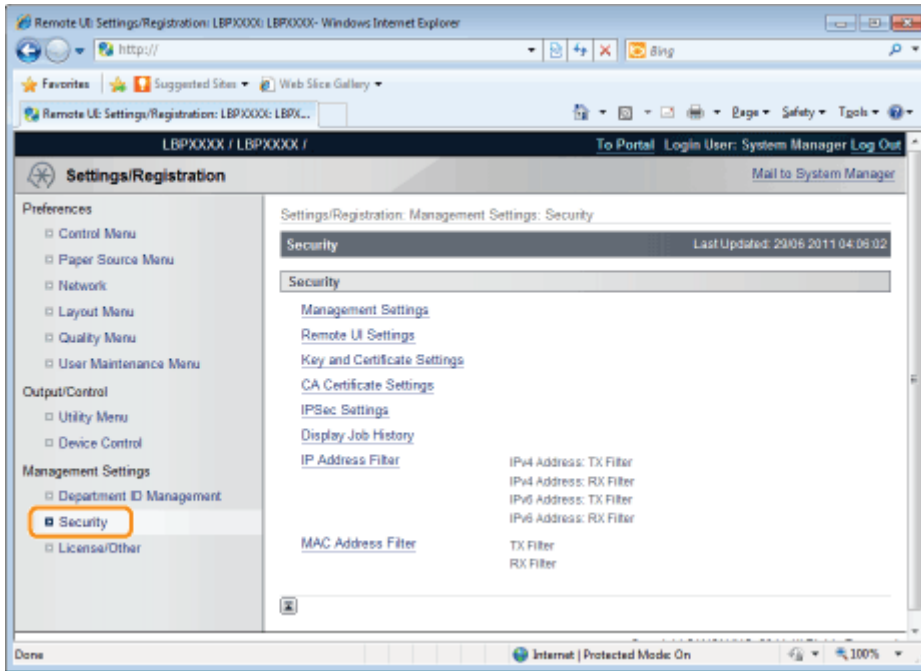 Remote UI: Settings/Registration: LBPXXXX: LBPXXXX- Windows Internet Explorer
http://
Bing
Favorites Suggested Sites Web Slice Gallery
Remote UI: Settings/Registration: LBPXXXX: LBPX...
Page Safety Tools
LBPXXXX / LBPXXXX /
To Portal Login User: System Manager Log Out
Settings/Registration
Mail to System Manager
Preferences
Control Menu
Paper Source Menu
Network
Layout Menu
Quality Menu
User Maintenance Menu
Output/Control
Utility Menu
Device Control
Management Settings
Department ID Management
Security
License/Other
Settings/Registration: Management Settings: Security
Security
Last Updated: 29/06 2011 04:06:02
Security
Management Settings
Remote UI Settings
Key and Certificate Settings
CA Certificate Settings
IPSec Settings
Display Job History
IP Address Filter
IPv4 Address: TX Filter
IPv4 Address: RX Filter
IPv6 Address: TX Filter
IPv6 Address: RX Filter
MAC Address Filter
TX Filter
RX Filter
Done
Internet | Protected Mode: On
100%